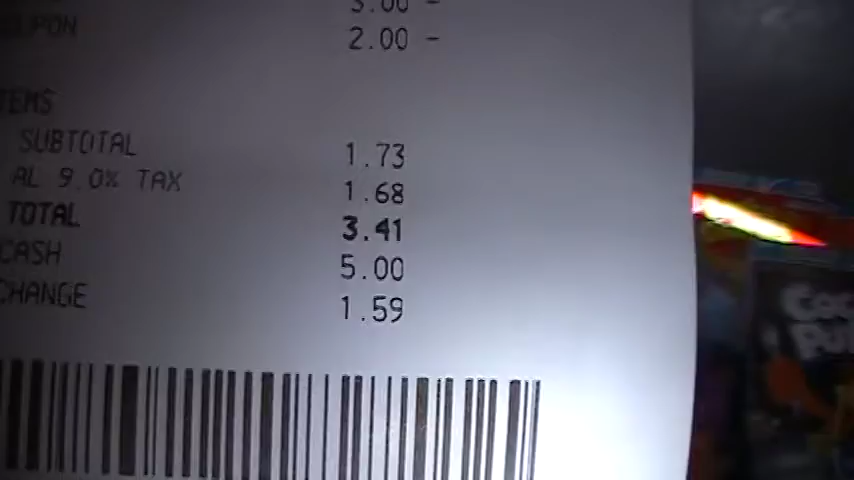 3.00 -
2.00 -
SUBTOTAL 1.73
AL 9.0% TAX 1.68
TOTAL 3.41
CASH 5.00
CHANGE 1.59